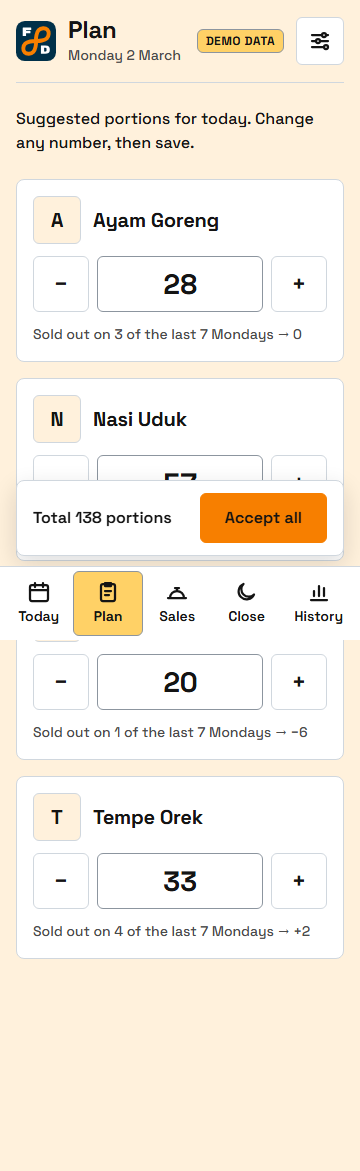 F
D
Plan
Monday 2 March
DEMO DATA
Suggested portions for today. Change
any number, then save.
A
Ayam Goreng
−
28
+
Sold out on 3 of the last 7 Mondays → 0
N
Nasi Uduk
Total 138 portions
Accept all
Today
Plan
Sales
Close
History
−
20
+
Sold out on 1 of the last 7 Mondays → −6
T
Tempe Orek
−
33
+
Sold out on 4 of the last 7 Mondays → +2